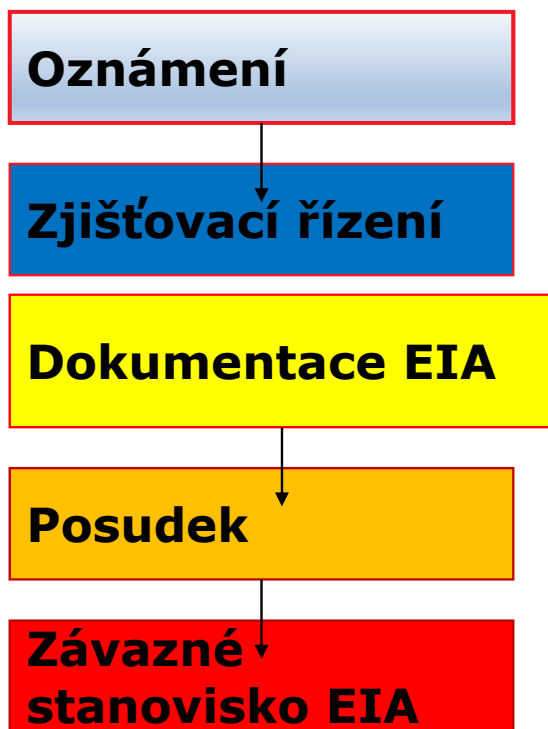 Oznámení
Zjišťovací řízení
Dokumentace EIA
Posudek
Závazné
stanovisko EIA